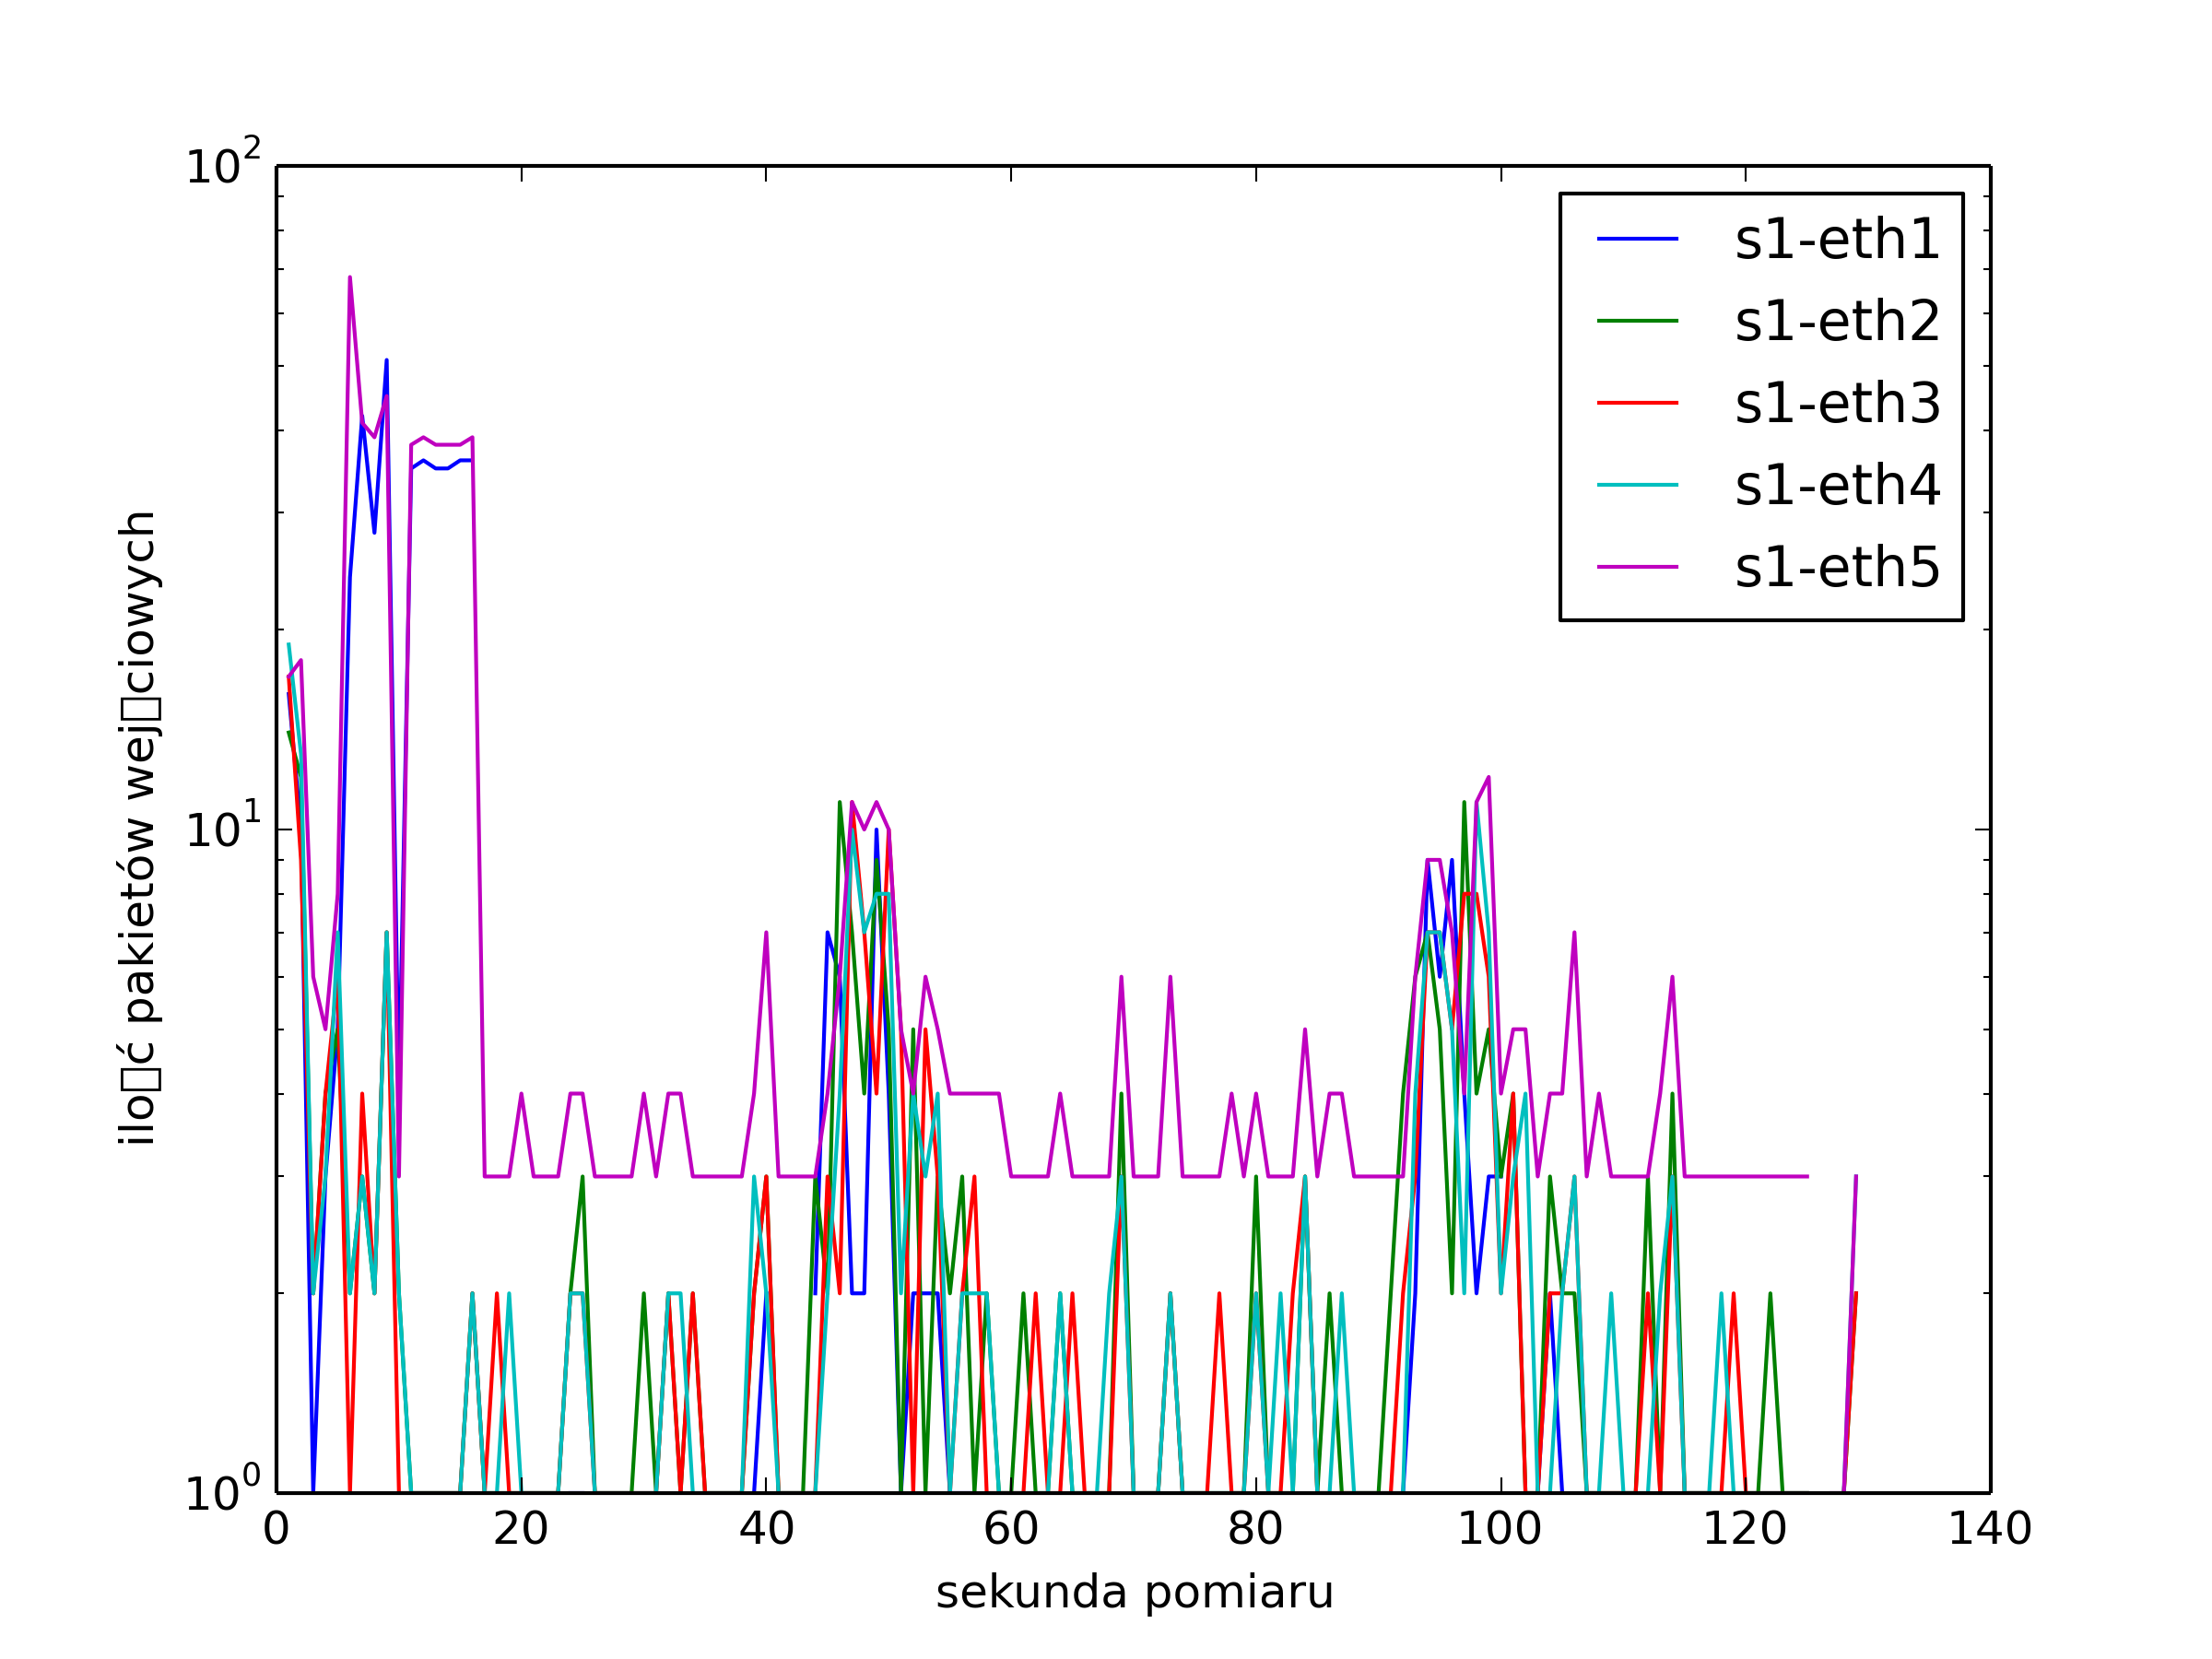 10²
10¹
10⁰
ilo▯ć pakietów wej▯ciowych
s1-eth1
s1-eth2
s1-eth3
s1-eth4
s1-eth5
0 20 40 60 80 100 120 140
sekunda pomiaru